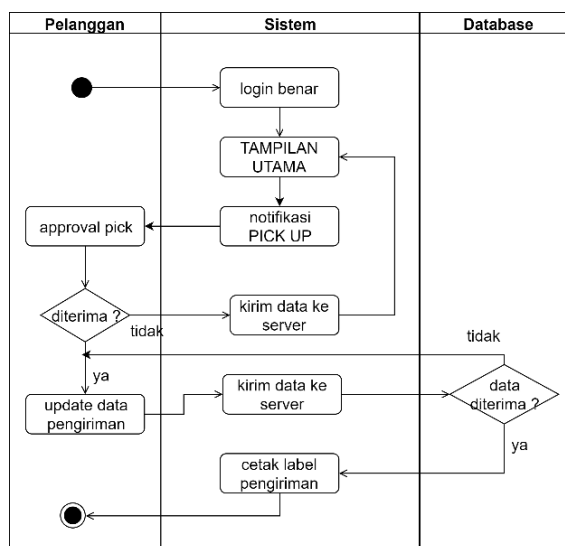 Pelanggan
Sistem
Database
login benar
TAMPILAN
UTAMA
notifikasi
PICK UP
approval pick
diterima ?
tidak
kirim data ke
server
tidak
ya
update data
pengiriman
kirim data ke
server
data
diterima ?
ya
cetak label
pengiriman